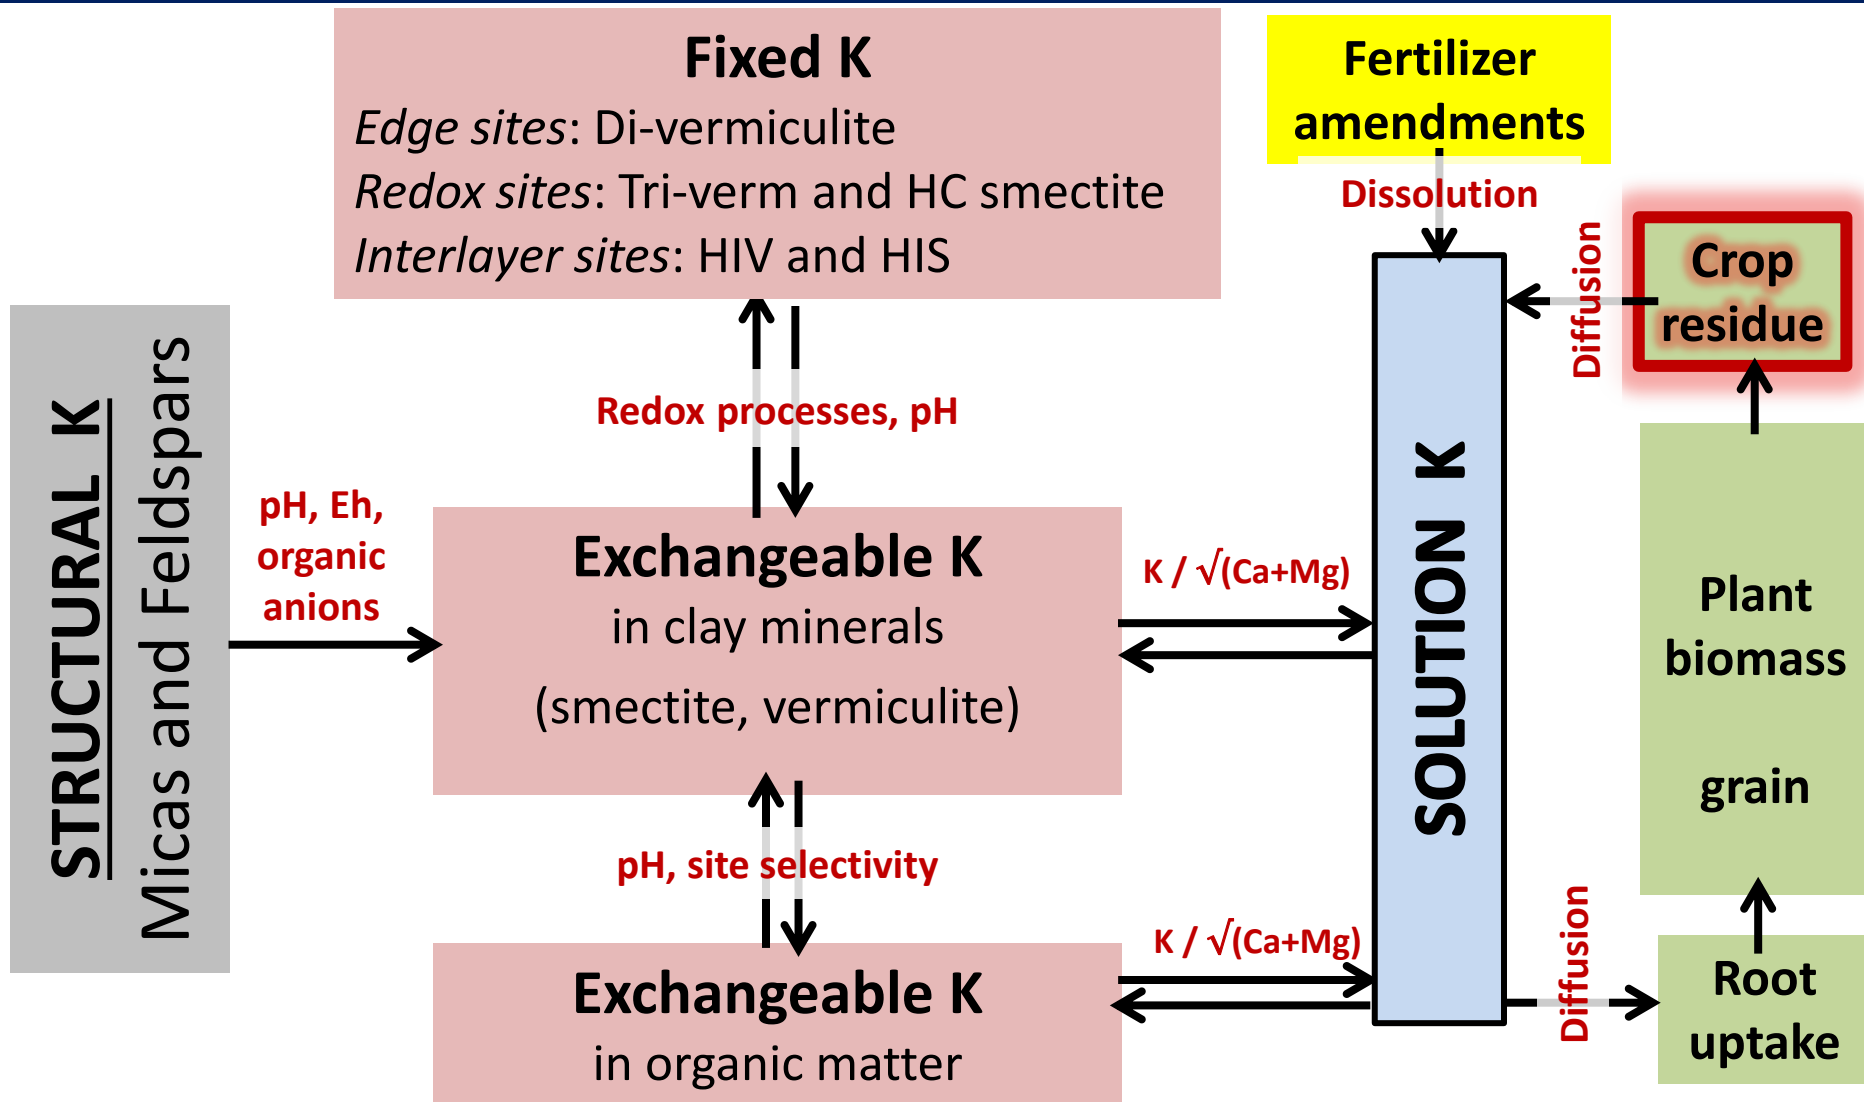 Fixed K
Edge sites: Di-vermiculite
Redox sites: Tri-verm and HC smectite
Interlayer sites: HIV and HIS
Fertilizer
amendments
Dissolution
Diffusion
Crop
residue
STRUCTURAL K
Micas and Feldspars
Redox processes, pH
pH, Eh,
organic
anions
Exchangeable K
in clay minerals
(smectite, vermiculite)
K / √(Ca+Mg)
SOLUTION K
Plant
biomass
grain
pH, site selectivity
K / √(Ca+Mg)
Exchangeable K
in organic matter
Diffusion
Root
uptake